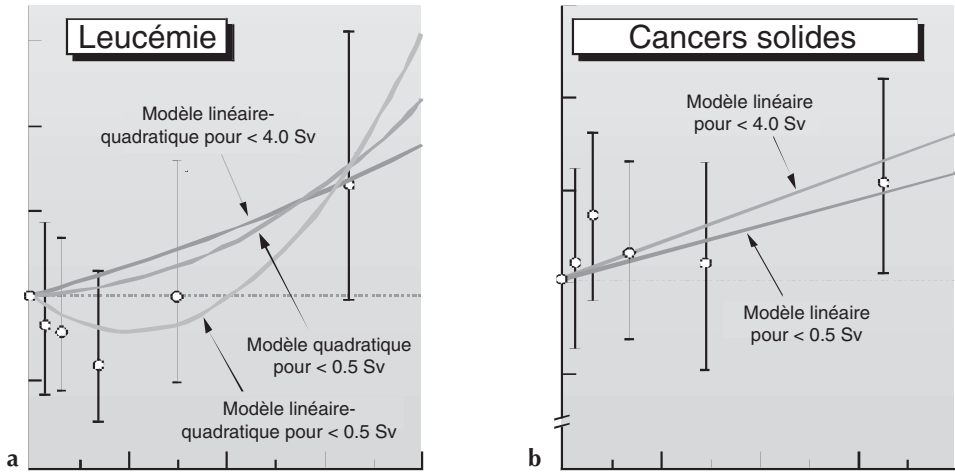 Leucémie
Modèle linéaire-
quadratique pour < 4.0 Sv
Modèle quadratique
pour < 0.5 Sv
Modèle linéaire-
quadratique pour < 0.5 Sv
a
Cancers solides
Modèle linéaire
pour < 4.0 Sv
Modèle linéaire
pour < 0.5 Sv
b